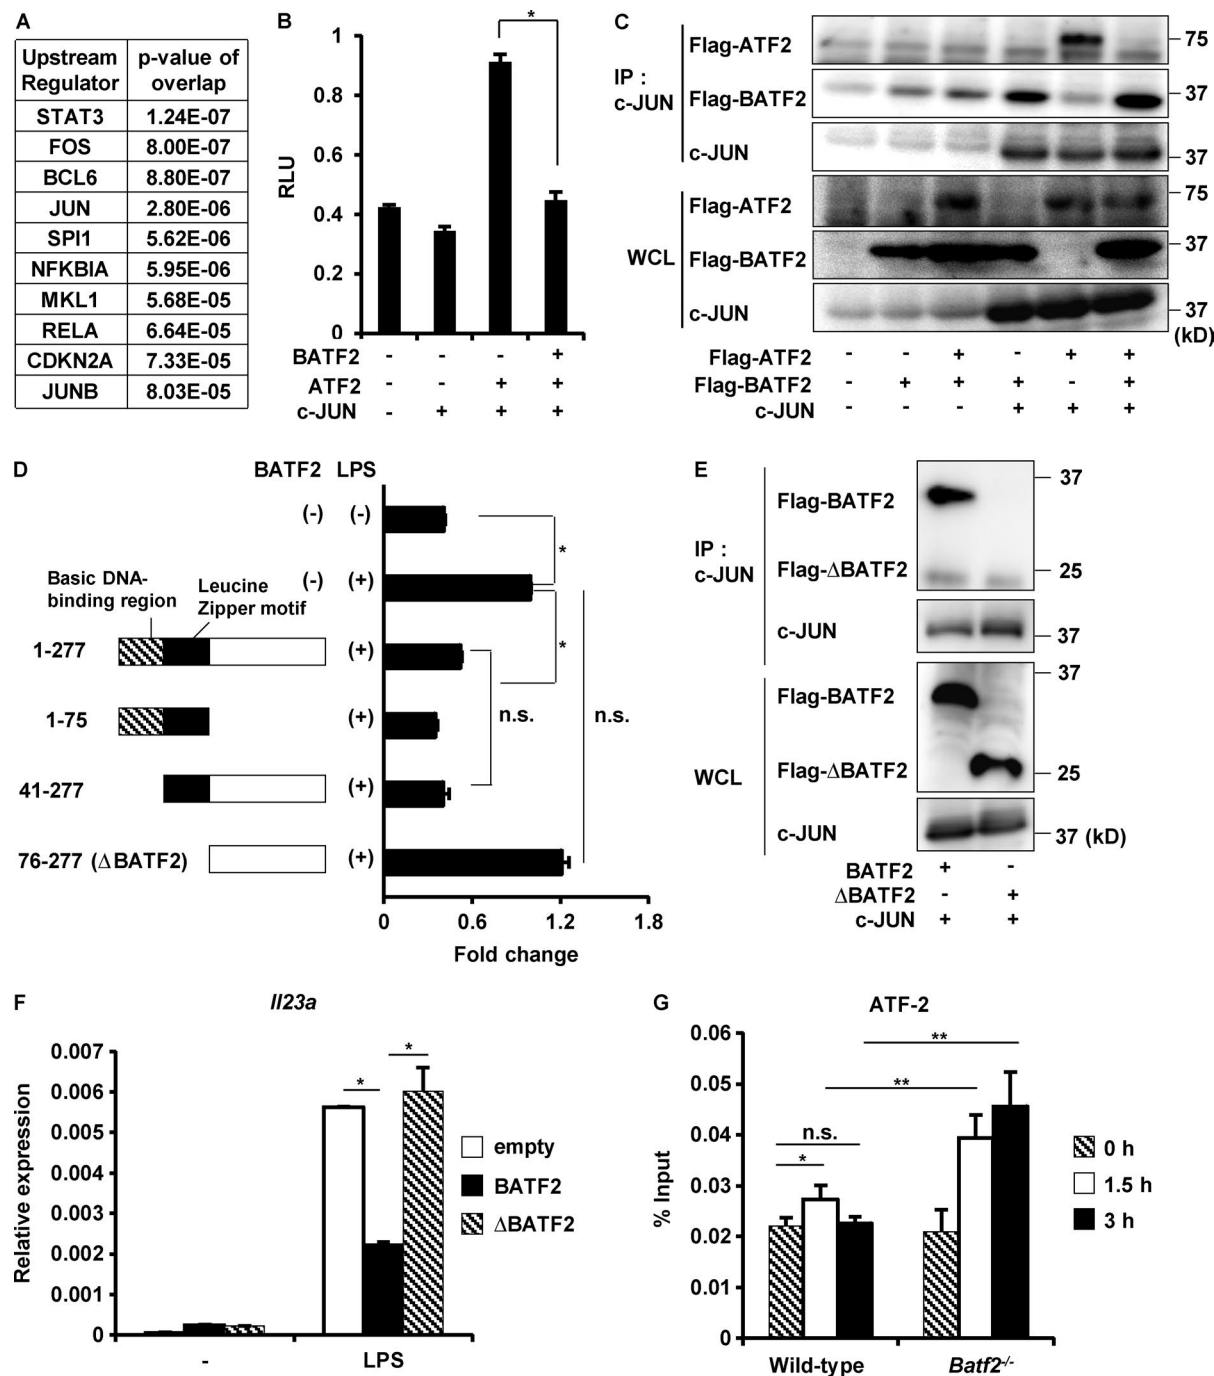 A
Upstream Regulator p-value of overlap
STAT3 1.24E-07
FOS 8.00E-07
BCL6 8.80E-07
JUN 2.80E-06
SPI1 5.62E-06
NFKBIA 5.95E-06
MKL1 5.68E-05
RELA 6.64E-05
CDKN2A 7.33E-05
JUNB 8.03E-05
B
*
RLU
1
0.8
0.6
0.4
0.2
0
BATF2 - - - +
ATF2 - - + +
c-JUN - + + +
C
IP : c-JUN
Flag-ATF2 75
Flag-BATF2 37
c-JUN 37
WCL
Flag-ATF2 75
Flag-BATF2 37
c-JUN 37
(kD)
Flag-ATF2 - - + - + +
Flag-BATF2 - + + + - +
c-JUN - - - + + +
D
BATF2 LPS
(-) (-)
*
(-) (+)
Basic DNA-binding region
Leucine Zipper motif
1-277 (+)
*
1-75 (+)
n.s. n.s.
41-277 (+)
76-277 (ΔBATF2) (+)
0 0.6 1.2 1.8
Fold change
E
IP : c-JUN
37
Flag-BATF2
Flag-ΔBATF2 25
c-JUN 37
WCL
37
Flag-BATF2
Flag-ΔBATF2 25
c-JUN 37 (kD)
BATF2 + -
ΔBATF2 - +
c-JUN + +
F
Il23a
Relative expression
0.007
0.006
0.005
0.004
0.003
0.002
0.001
0
* *
empty
BATF2
ΔBATF2
- LPS
G
ATF-2
% Input
0.06
0.05
0.04
0.03
0.02
0.01
0
**
**
n.s.
*
0 h
1.5 h
3 h
Wild-type Batf2-/-